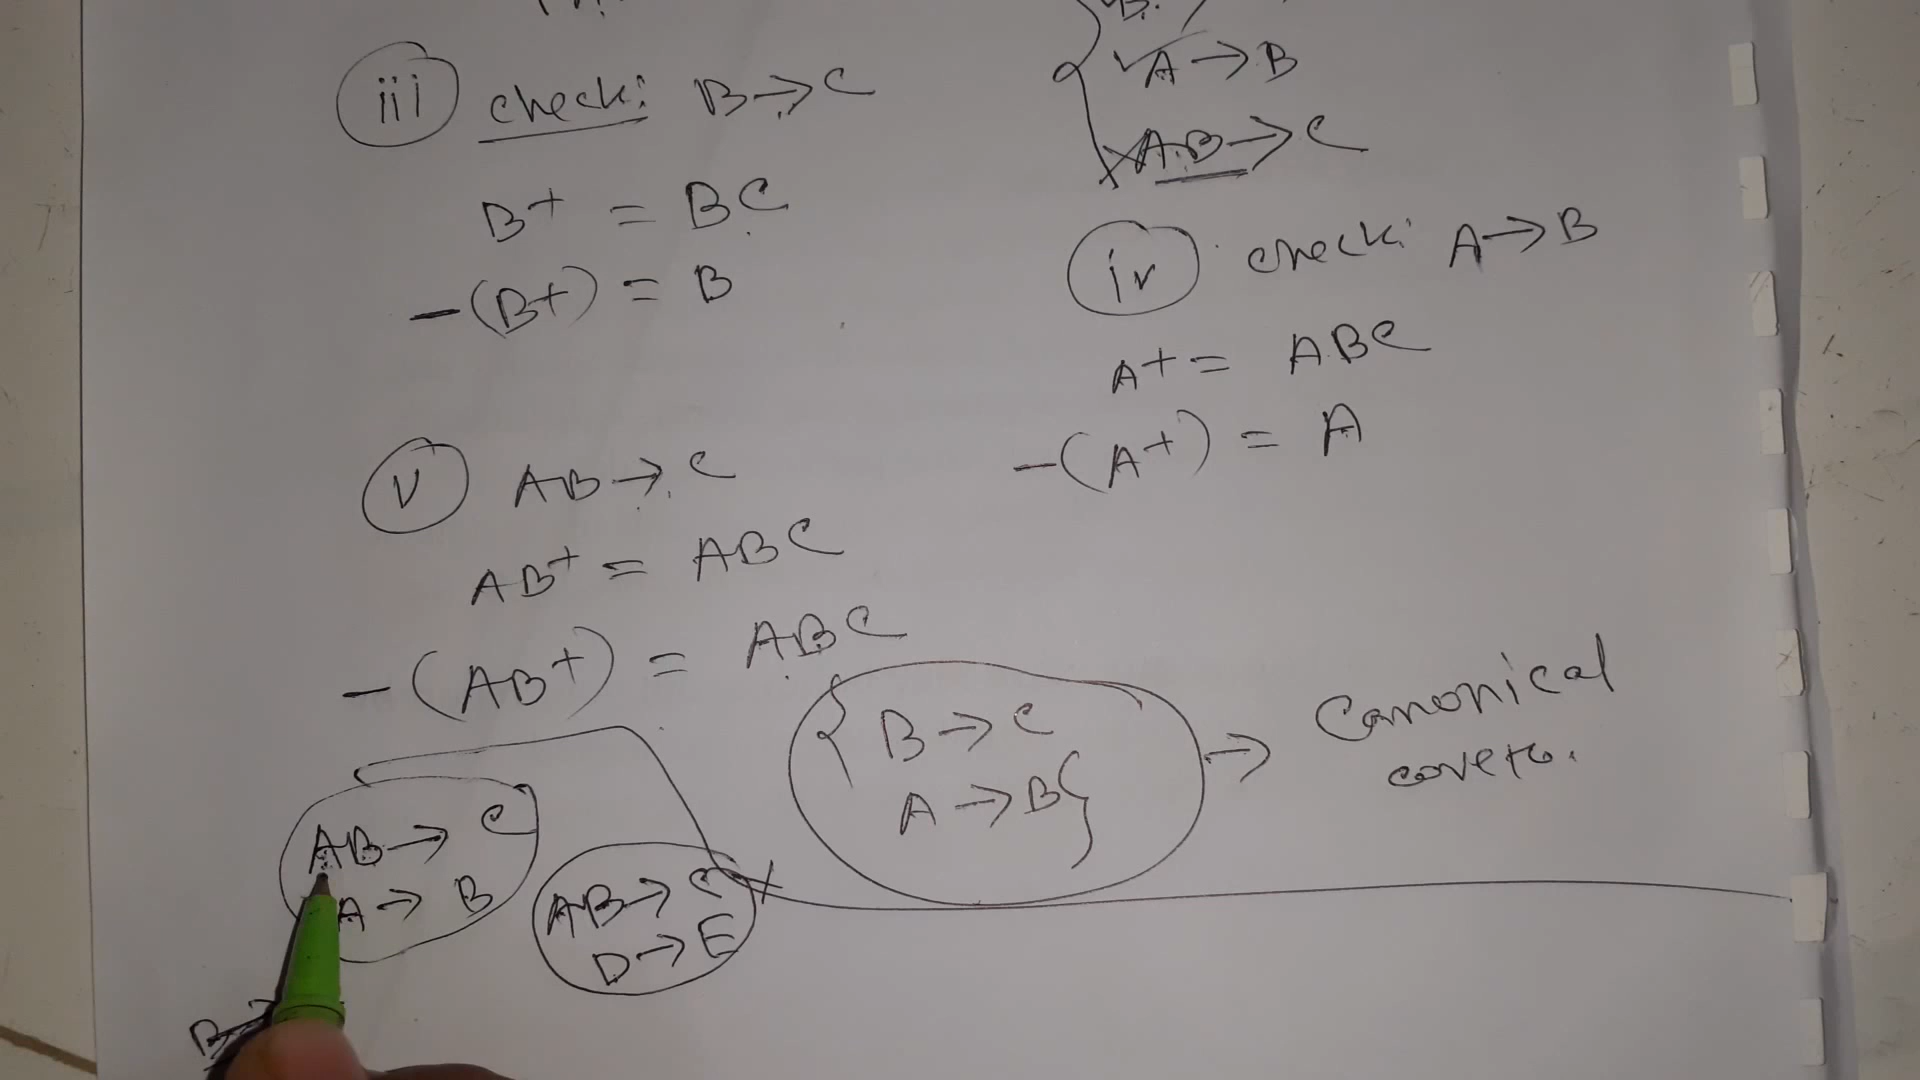 B.
A → B
AB → C
iii check: B → C
B+ = BC
-(B+) = B
iv check: A → B
A+ = ABC
-(A+) = A
v AB → C
AB+ = ABC
-(AB+) = ABC
{ B → C
A → B }
→ Canonical
cover.
AB → C
A → B
AB → C
D → E